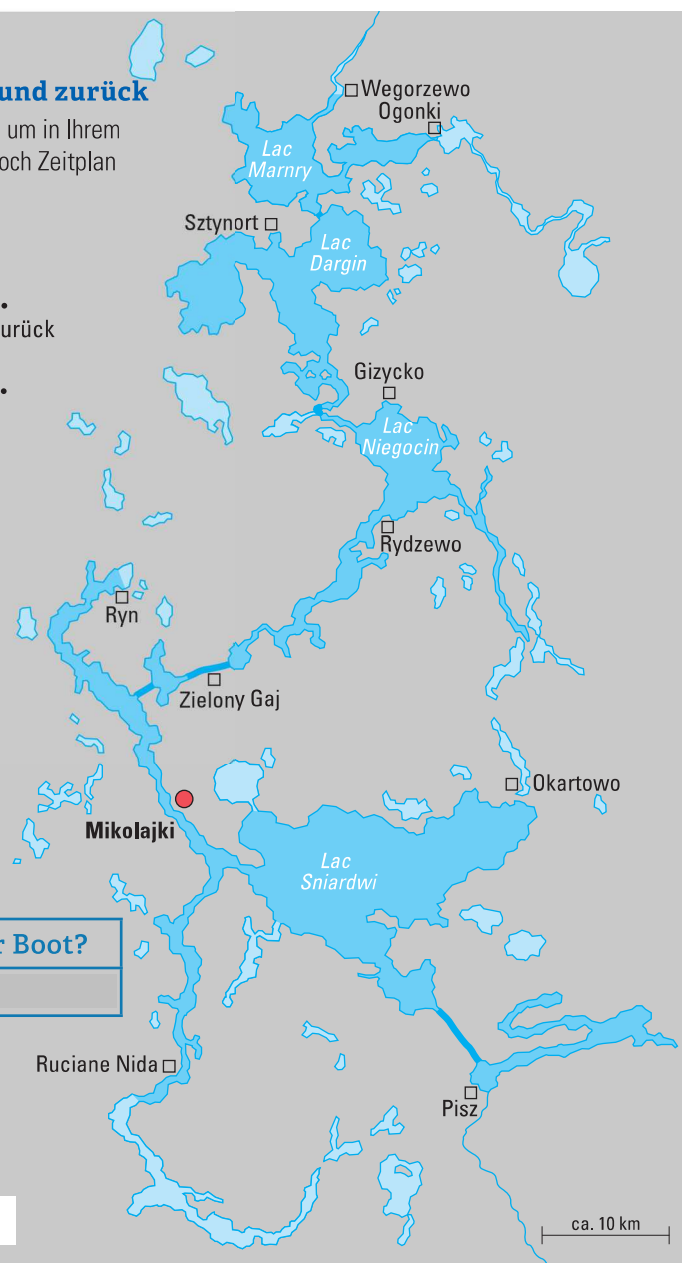 und zurück
um in Ihrem
och Zeitplan
.
urück
.
Wegorzewo
Ogonki
Lac
Marnry
Sztynort
Lac
Dargin
Gizycko
Lac
Niegocin
Rydzewo
Ryn
Zielony Gaj
Okartowo
Mikolajki
Lac
Sniardwi
r Boot?
Ruciane Nida
Pisz
ca. 10 km